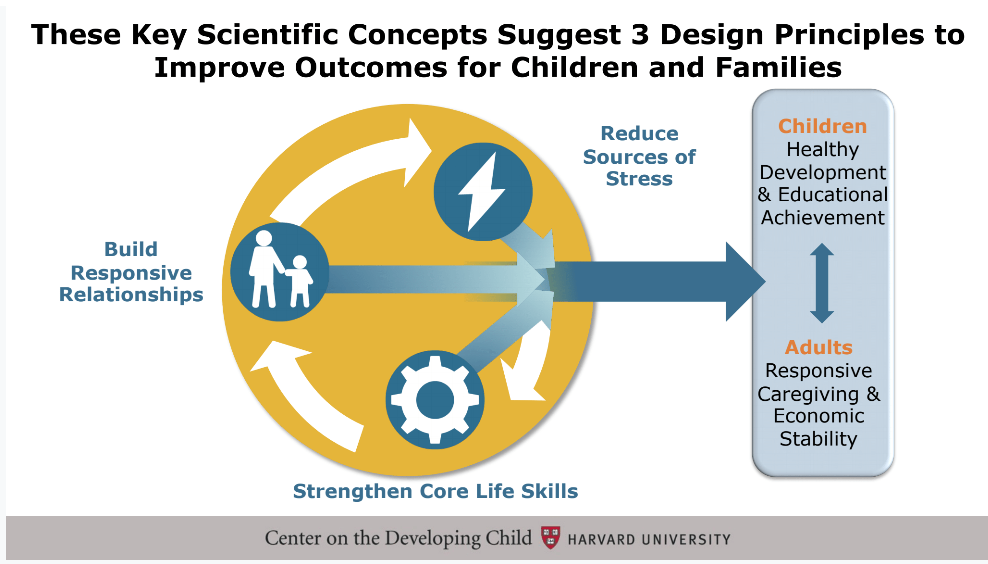 These Key Scientific Concepts Suggest 3 Design Principles to
Improve Outcomes for Children and Families
Build
Responsive
Relationships
Reduce
Sources of
Stress
Strengthen Core Life Skills
Children
Healthy
Development
& Educational
Achievement
Adults
Responsive
Caregiving &
Economic
Stability
Center on the Developing Child HARVARD UNIVERSITY